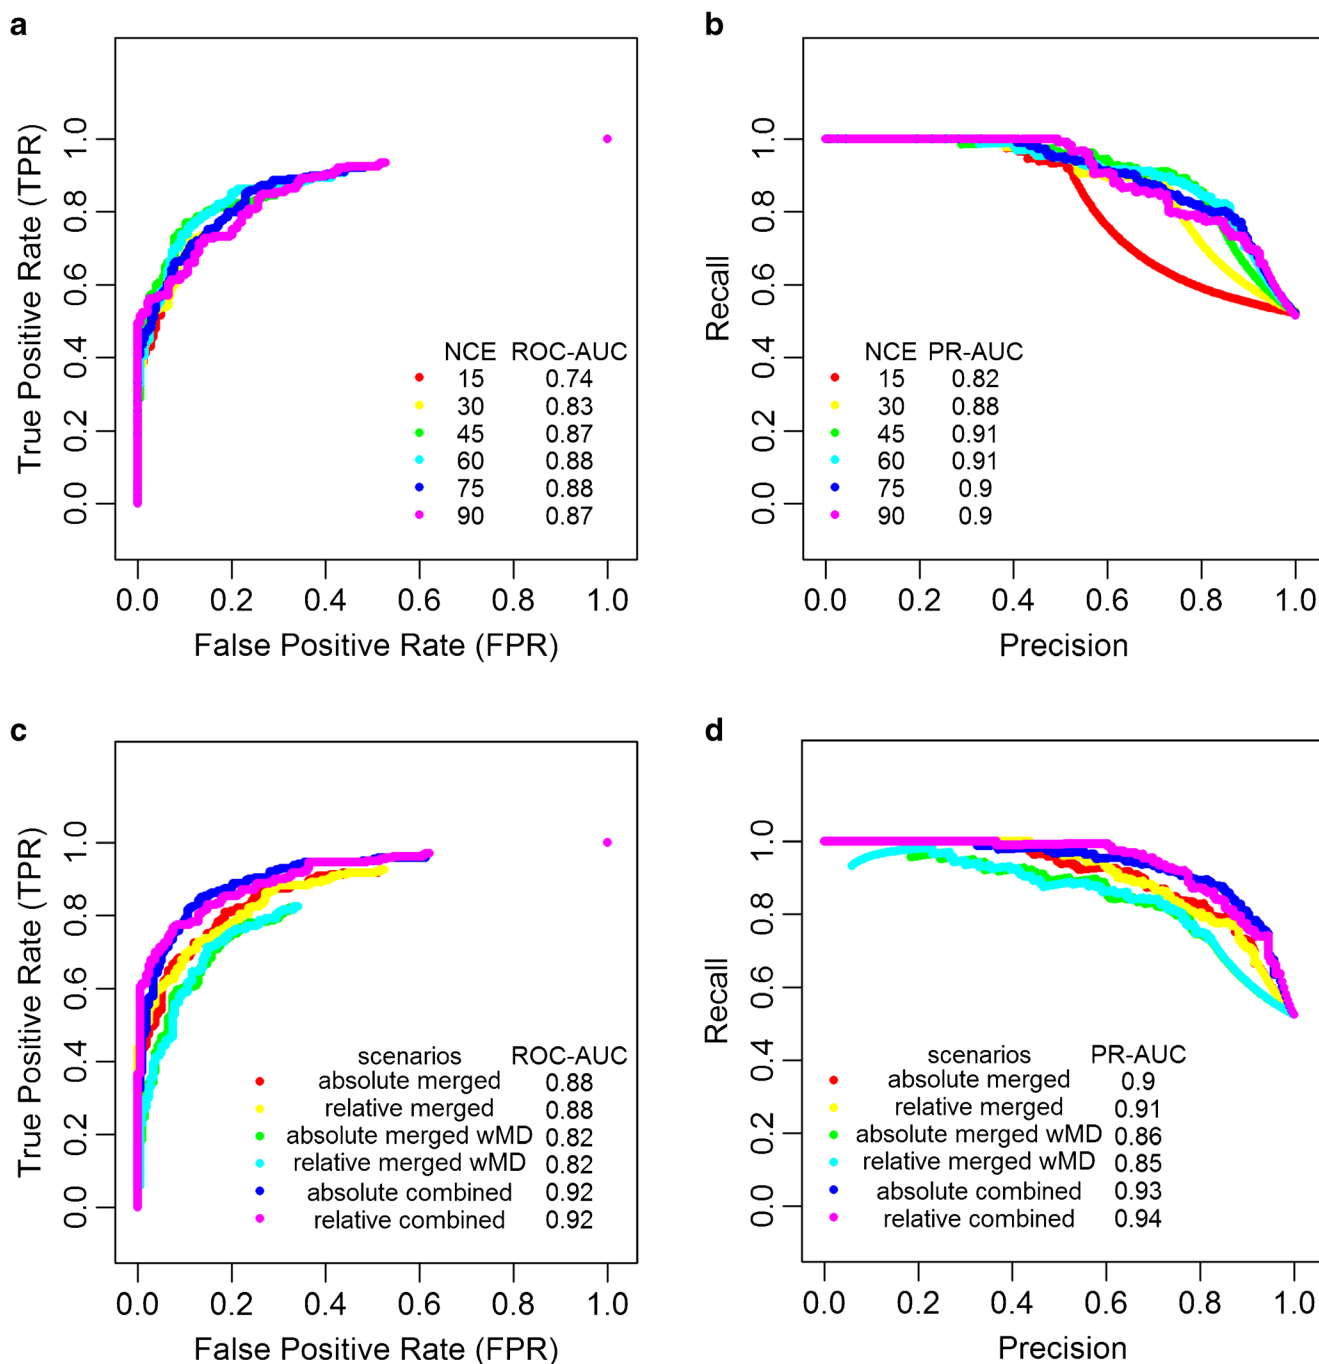 a
True Positive Rate (TPR)
1.0
0.8
0.6
0.4
0.2
0.0
NCE ROC-AUC
15 0.74
30 0.83
45 0.87
60 0.88
75 0.88
90 0.87
0.0 0.2 0.4 0.6 0.8 1.0
False Positive Rate (FPR)
b
Recall
1.0
0.8
0.6
0.4
0.2
0.0
NCE PR-AUC
15 0.82
30 0.88
45 0.91
60 0.91
75 0.9
90 0.9
0.0 0.2 0.4 0.6 0.8 1.0
Precision
c
True Positive Rate (TPR)
1.0
0.8
0.6
0.4
0.2
0.0
scenarios ROC-AUC
absolute merged 0.88
relative merged 0.88
absolute merged wMD 0.82
relative merged wMD 0.82
absolute combined 0.92
relative combined 0.92
0.0 0.2 0.4 0.6 0.8 1.0
False Positive Rate (FPR)
d
Recall
1.0
0.8
0.6
0.4
0.2
0.0
scenarios PR-AUC
absolute merged 0.9
relative merged 0.91
absolute merged wMD 0.86
relative merged wMD 0.85
absolute combined 0.93
relative combined 0.94
0.0 0.2 0.4 0.6 0.8 1.0
Precision